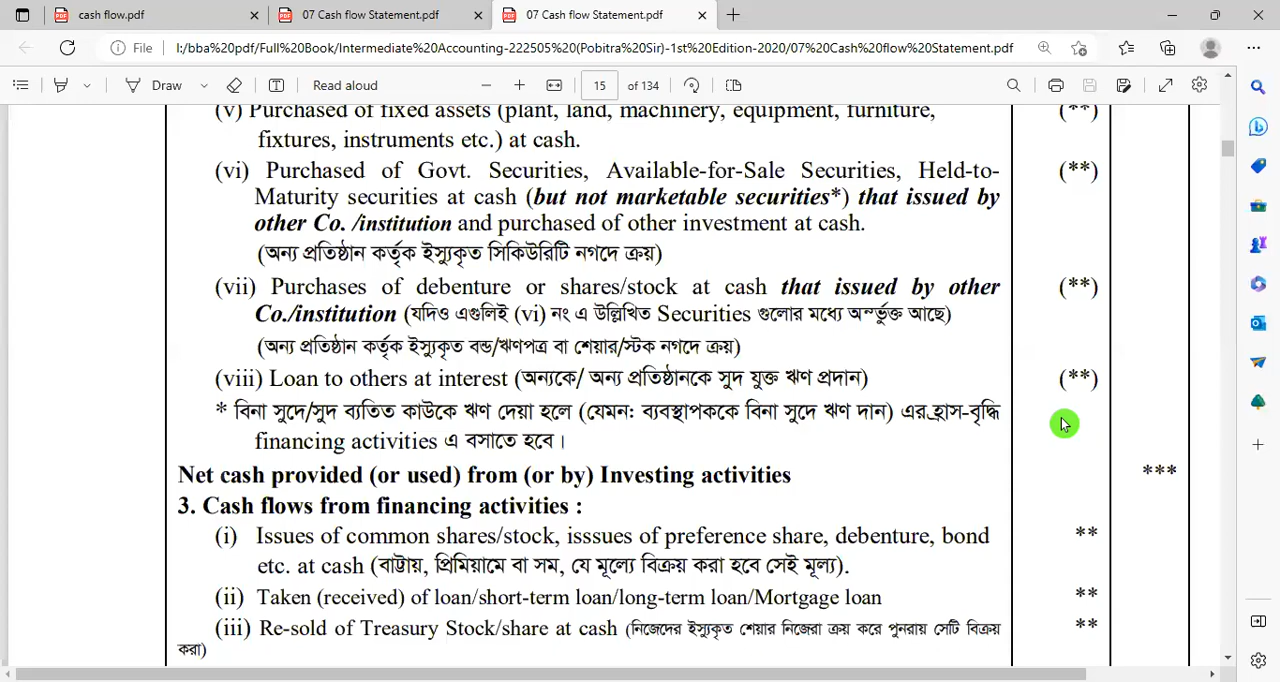 cash flow.pdf
07 Cash flow Statement.pdf
07 Cash flow Statement.pdf
File
I:/bba%20pdf/Full%20Book/Intermediate%20Accounting-222505%20(Pobitra%20Sir)-1st%20Edition-2020/07%20Cash%20flow%20Statement.pdf
Draw
Read aloud
15 of 134
(v) Purchased of fixed assets (plant, land, machinery, equipment, furniture, (**)
fixtures, instruments etc.) at cash.
(vi) Purchased of Govt. Securities, Available-for-Sale Securities, Held-to- (**)
Maturity securities at cash (but not marketable securities*) that issued by
other Co. /institution and purchased of other investment at cash.
(অন্য প্রতিষ্ঠান কর্তৃক ইস্যুকৃত সিকিউরিটি নগদে ক্রয়)
(vii) Purchases of debenture or shares/stock at cash that issued by other (**)
Co./institution (যদিও এগুলিই (vi) নং এ উল্লিখিত Securities গুলোর মধ্যে অন্তর্ভুক্ত আছে)
(অন্য প্রতিষ্ঠান কর্তৃক ইস্যুকৃত বন্ড/ঋণপত্র বা শেয়ার/স্টক নগদে ক্রয়)
(viii) Loan to others at interest (অন্যকে/ অন্য প্রতিষ্ঠানকে সুদ যুক্ত ঋণ প্রদান) (**)
* বিনা সুদে/সুদ ব্যতিত কাউকে ঋণ দেয়া হলে (যেমন: ব্যবস্থাপককে বিনা সুদে ঋণ দান) এর হ্রাস-বৃদ্ধি
financing activities এ বসাতে হবে।
Net cash provided (or used) from (or by) Investing activities ***
3. Cash flows from financing activities :
(i) Issues of common shares/stock, isssues of preference share, debenture, bond **
etc. at cash (বাট্টায়, প্রিমিয়ামে বা সম, যে মূল্যে বিক্রয় করা হবে সেই মূল্য).
(ii) Taken (received) of loan/short-term loan/long-term loan/Mortgage loan **
(iii) Re-sold of Treasury Stock/share at cash (নিজেদের ইস্যুকৃত শেয়ার নিজেরা ক্রয় করে পুনরায় সেটি বিক্রয় **
করা)